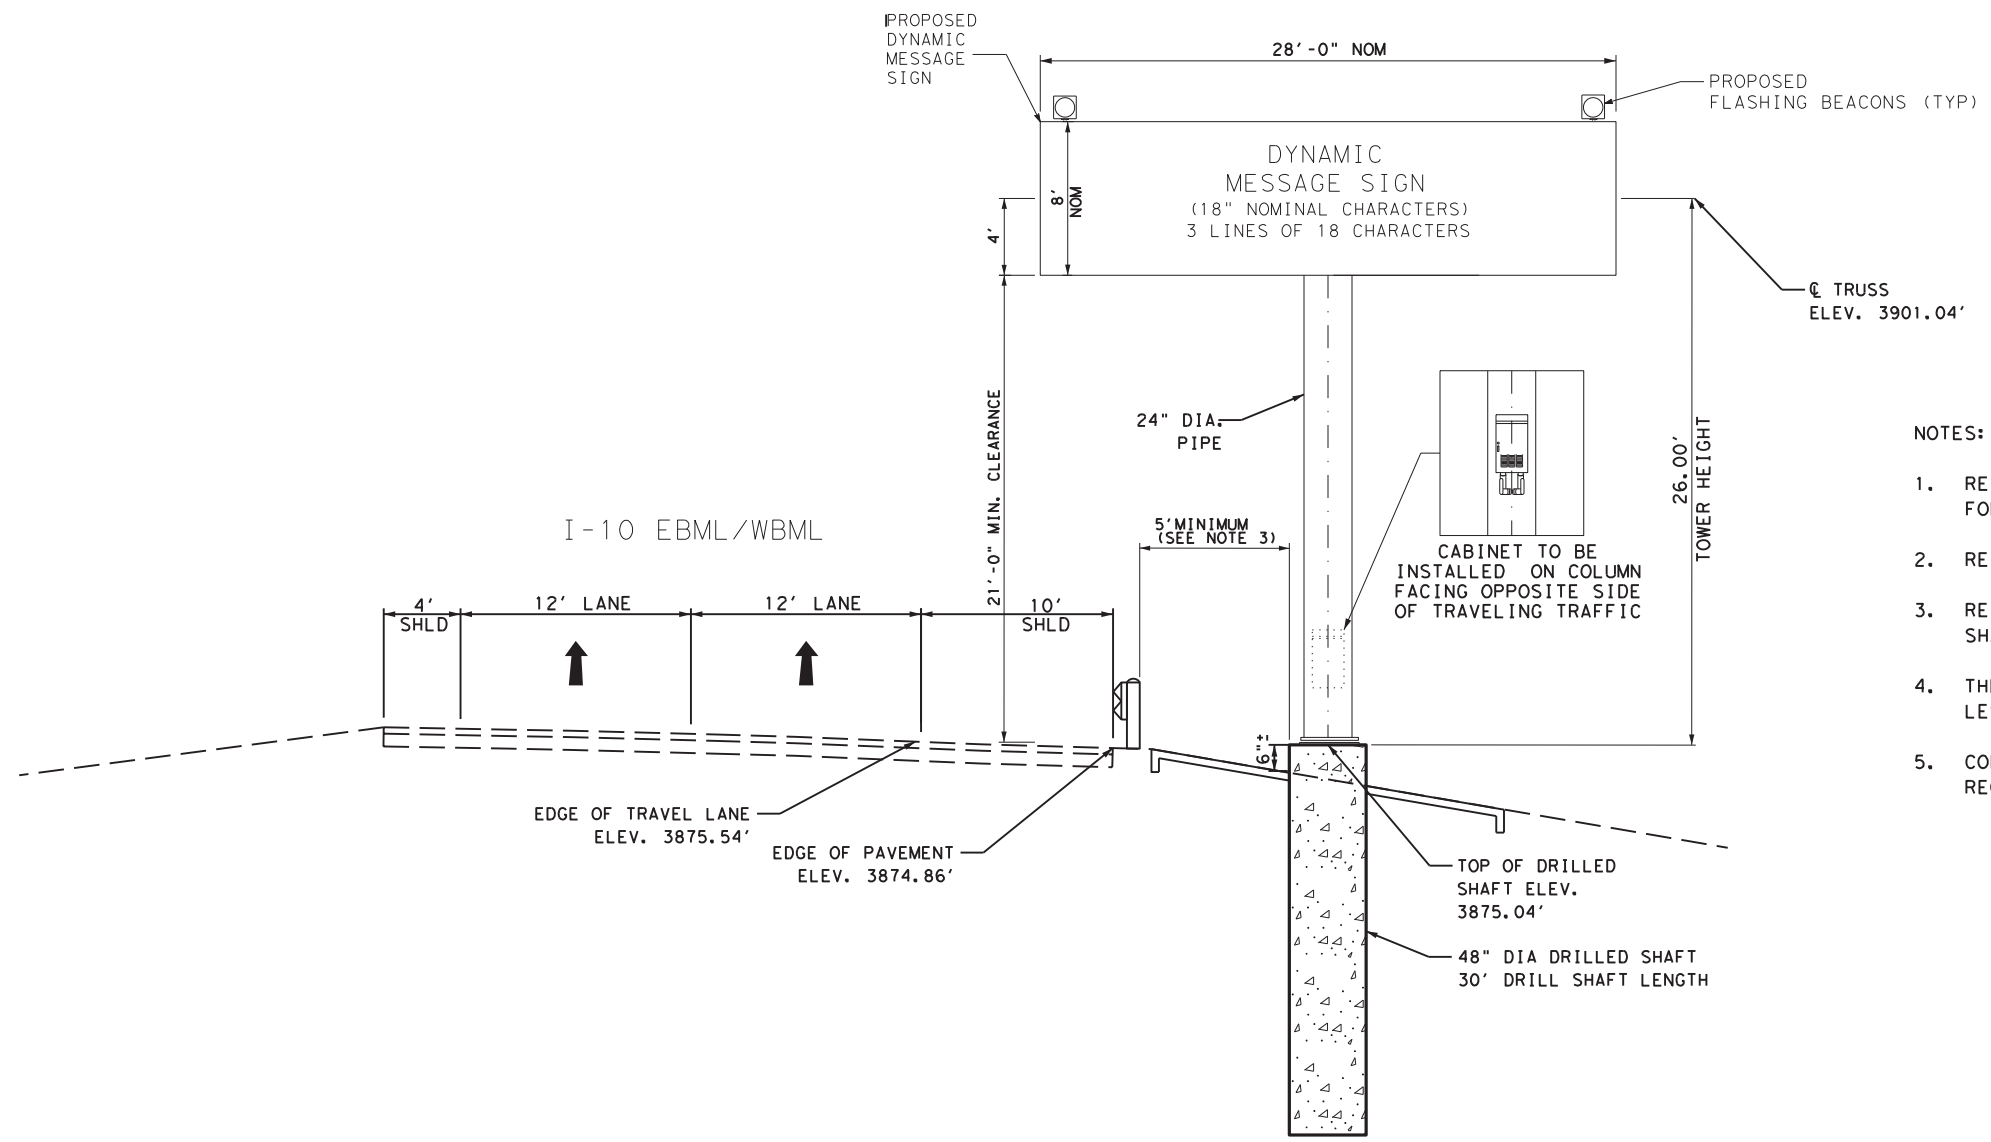 PROPOSED
DYNAMIC
MESSAGE
SIGN
28'-0" NOM
PROPOSED
FLASHING BEACONS (TYP)
DYNAMIC
MESSAGE SIGN
(18" NOMINAL CHARACTERS)
3 LINES OF 18 CHARACTERS
8'
NOM
4'
℄ TRUSS
ELEV. 3901.04'
21'-0" MIN. CLEARANCE
24" DIA.
PIPE
26.00'
TOWER HEIGHT
NOTES:
1.
2. RE
3. RE
4.
5.
I-10 EBML/WBML
5' MINIMUM
(SEE NOTE 3)
CABINET TO BE
INSTALLED ON COLUMN
FACING OPPOSITE SIDE
OF TRAVELING TRAFFIC
4'
SHLD
12' LANE
12' LANE
10'
SHLD
6"±
EDGE OF TRAVEL LANE
ELEV. 3875.54'
EDGE OF PAVEMENT
ELEV. 3874.86'
TOP OF DRILLED
SHAFT ELEV.
3875.04'
48" DIA DRILLED SHAFT
30' DRILL SHAFT LENGTH